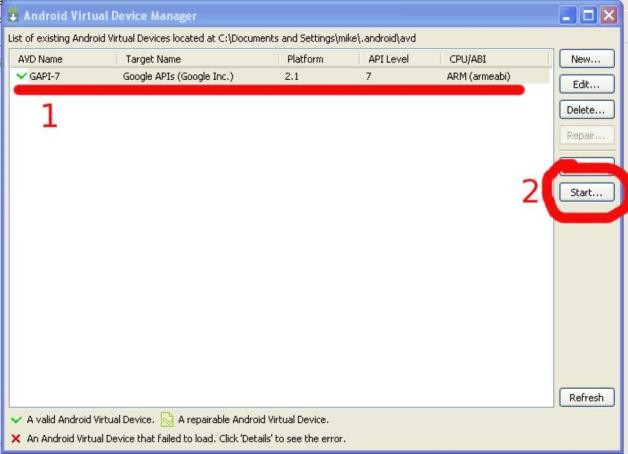 Android Virtual Device Manager
List of existing Android Virtual Devices located at C:\Documents and Settings\mike\.android\avd
AVD Name Target Name Platform API Level CPU/ABI
GAPI-7 Google APIs (Google Inc.) 2.1 7 ARM (armeabi)
1
New...
Edit...
Delete...
Repair...
2
Start...
Refresh
A valid Android Virtual Device. A repairable Android Virtual Device.
An Android Virtual Device that failed to load. Click 'Details' to see the error.